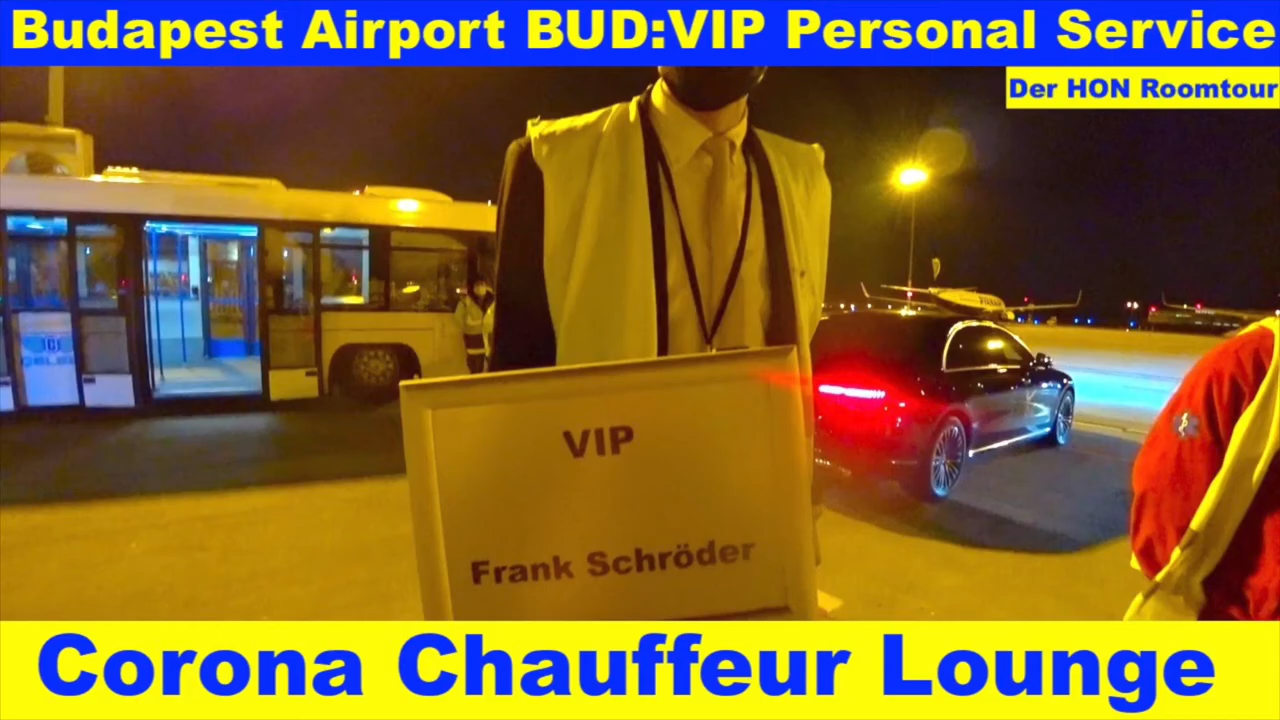 Budapest Airport BUD:VIP Personal Service
Der HON Roomtour
VIP
Frank Schröder
Corona Chauffeur Lounge